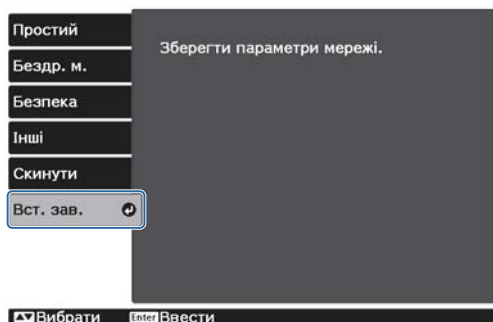 Простий
Зберегти параметри мережі.
Бездр. м.
Безпека
Інші
Скинути
Вст. зав.
Вибрати Enter Ввести